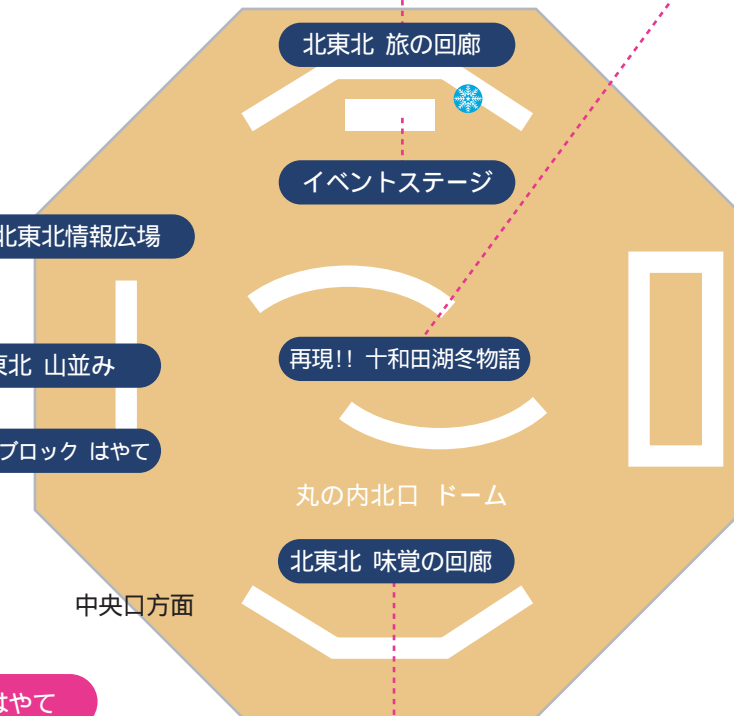 北東北 旅の回廊
イベントステージ
北東北情報広場
東北 山並み
再現!! 十和田湖冬物語
ブロック はやて
丸の内北口 ドーム
北東北 味覚の回廊
中央口方面
はやて